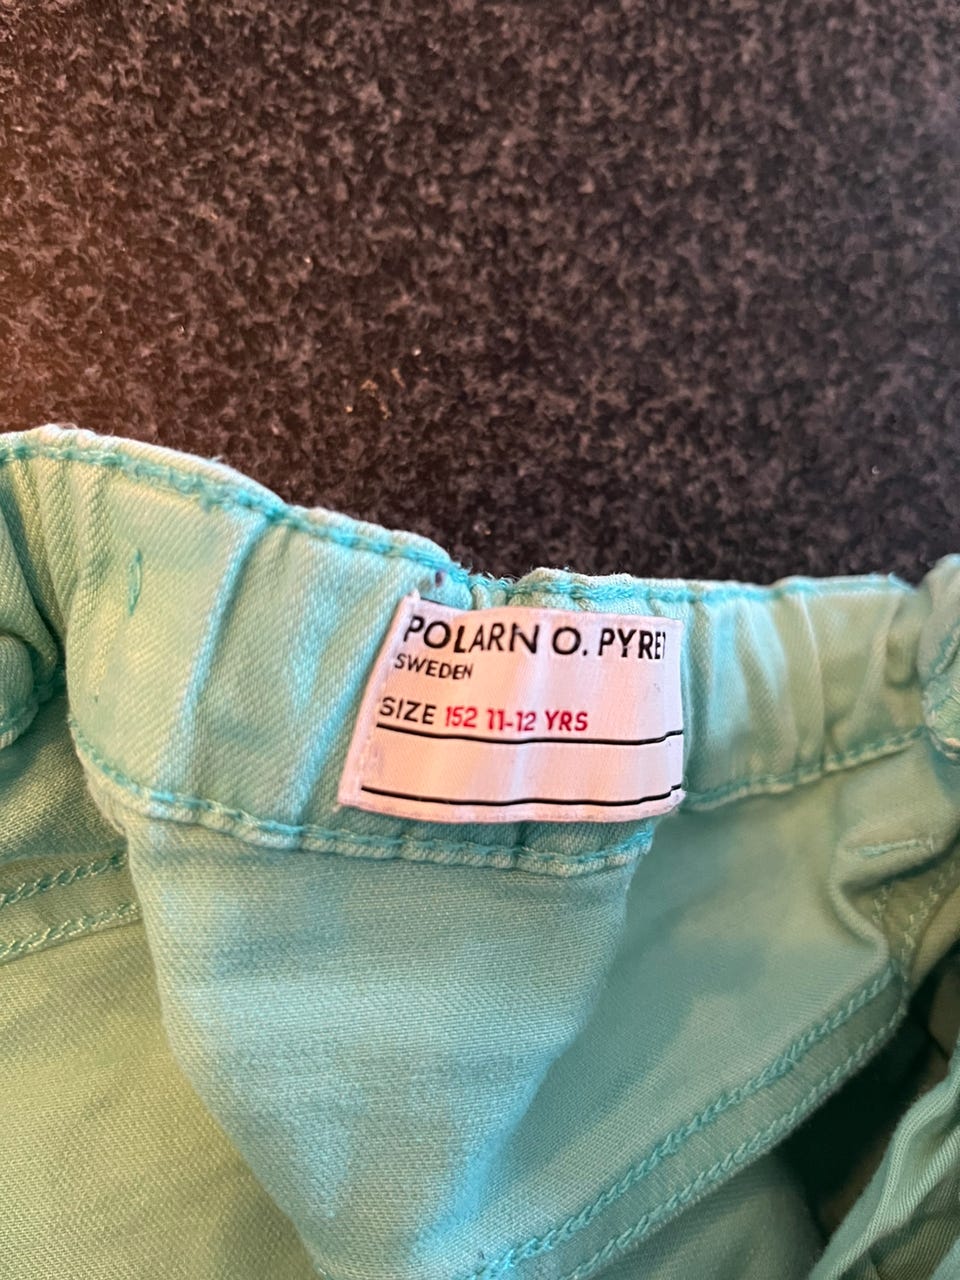 POLARN O. PYRET
SWEDEN
SIZE 152 11-12 YRS